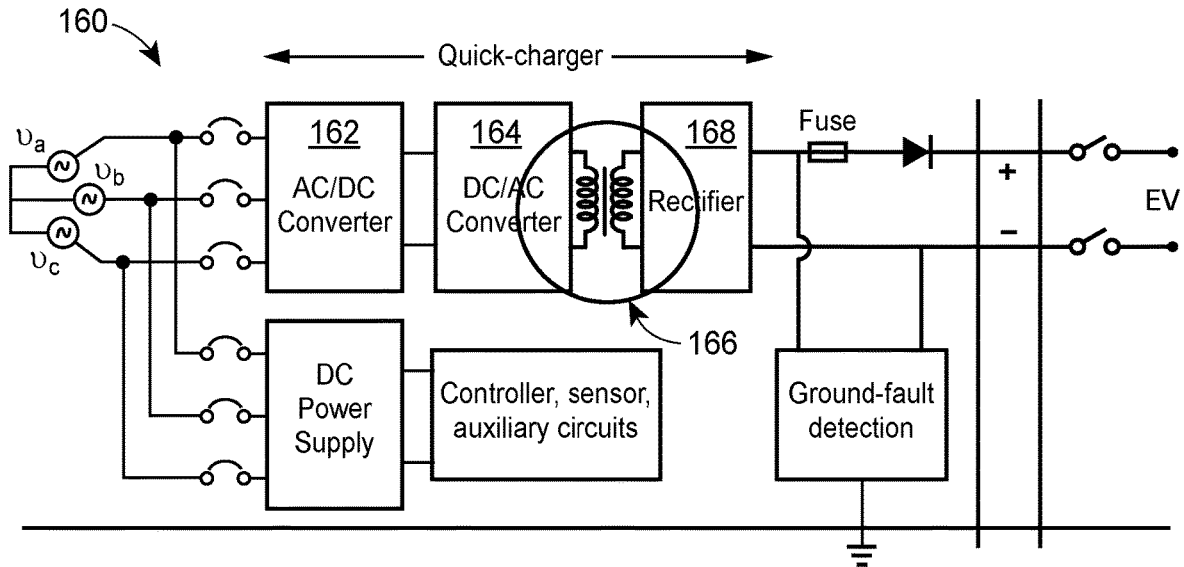 160
Quick-charger
υa
υb
υc
162
AC/DC
Converter
164
DC/AC
Converter
168
Rectifier
Fuse
+
−
EV
166
DC
Power
Supply
Controller, sensor,
auxiliary circuits
Ground-fault
detection